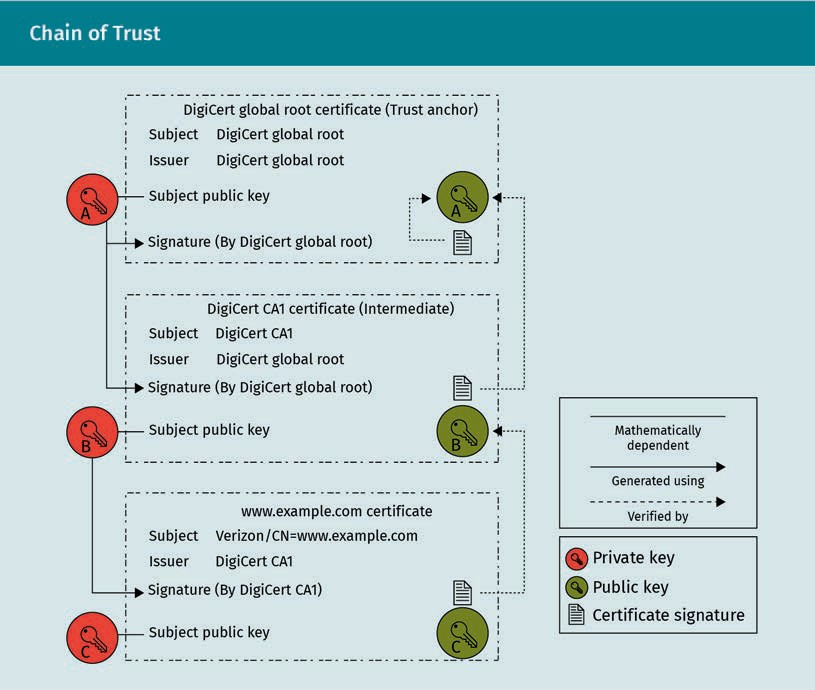 Chain of Trust
DigiCert global root certificate (Trust anchor)
Subject DigiCert global root
Issuer DigiCert global root
A
Subject public key
A
Signature (By DigiCert global root)
DigiCert CA1 certificate (Intermediate)
Subject DigiCert CA1
Issuer DigiCert global root
Signature (By DigiCert global root)
B
Subject public key
B
www.example.com certificate
Subject Verizon/CN=www.example.com
Issuer DigiCert CA1
Signature (By DigiCert CA1)
C
Subject public key
C
Mathematically
dependent
Generated using
Verified by
Private key
Public key
Certificate signature